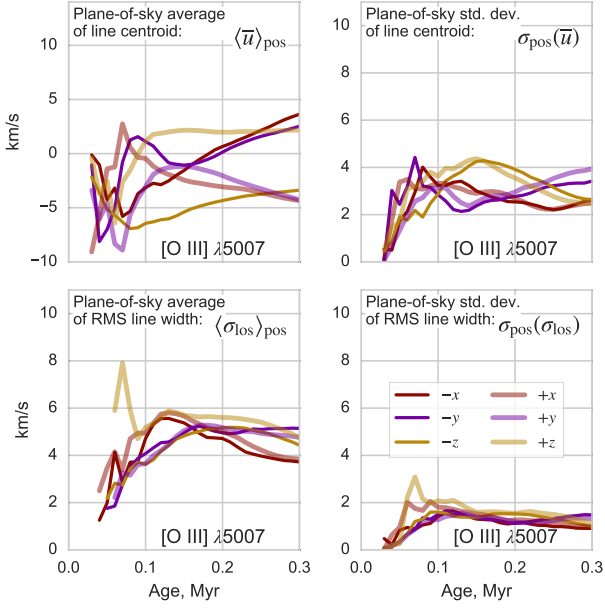 Plane-of-sky average
of line centroid: ⟨u̅⟩pos
10
5
0
−5
−10
km/s
[O III] λ5007
Plane-of-sky std. dev.
of line centroid: σpos(u̅)
10
8
6
4
2
0
[O III] λ5007
Plane-of-sky average
of RMS line width: ⟨σlos⟩pos
10
8
6
4
2
0
km/s
[O III] λ5007
0.0 0.1 0.2 0.3
Age, Myr
Plane-of-sky std. dev.
of RMS line width: σpos(σlos)
10
8
6
4
2
0
−x +x
−y +y
−z +z
[O III] λ5007
0.0 0.1 0.2 0.3
Age, Myr